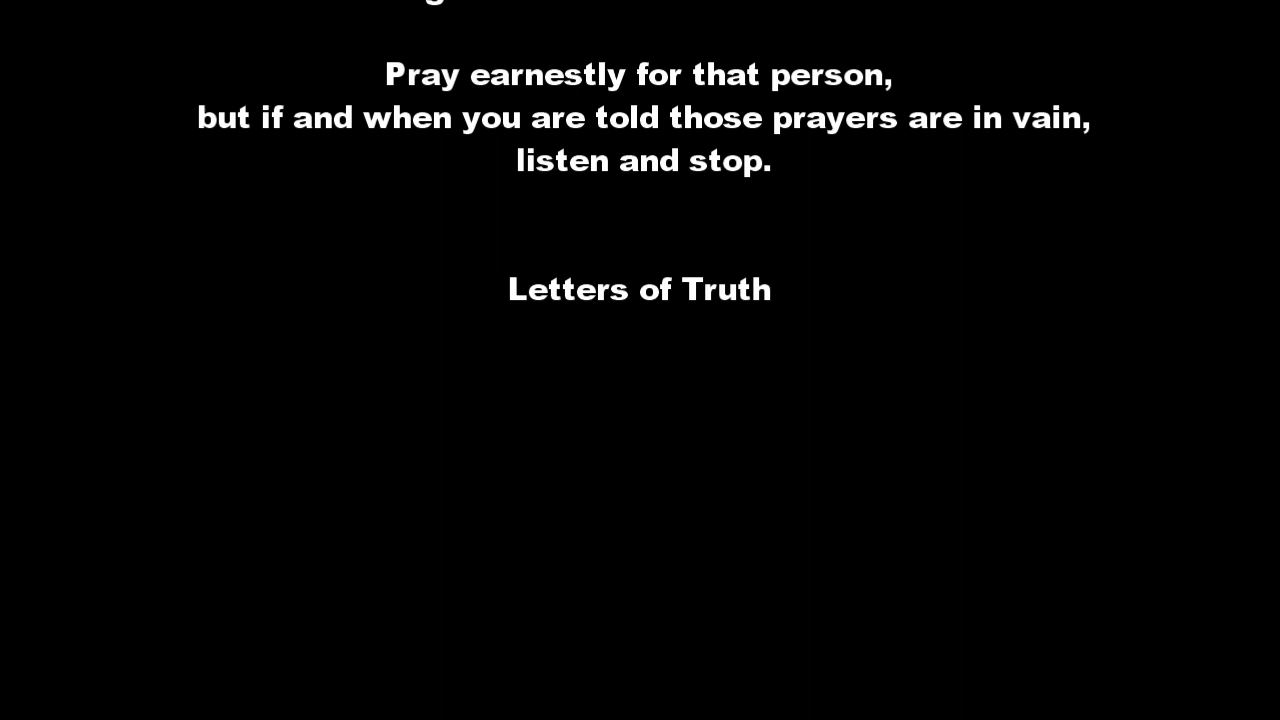 Pray earnestly for that person,
but if and when you are told those prayers are in vain,
listen and stop.
Letters of Truth